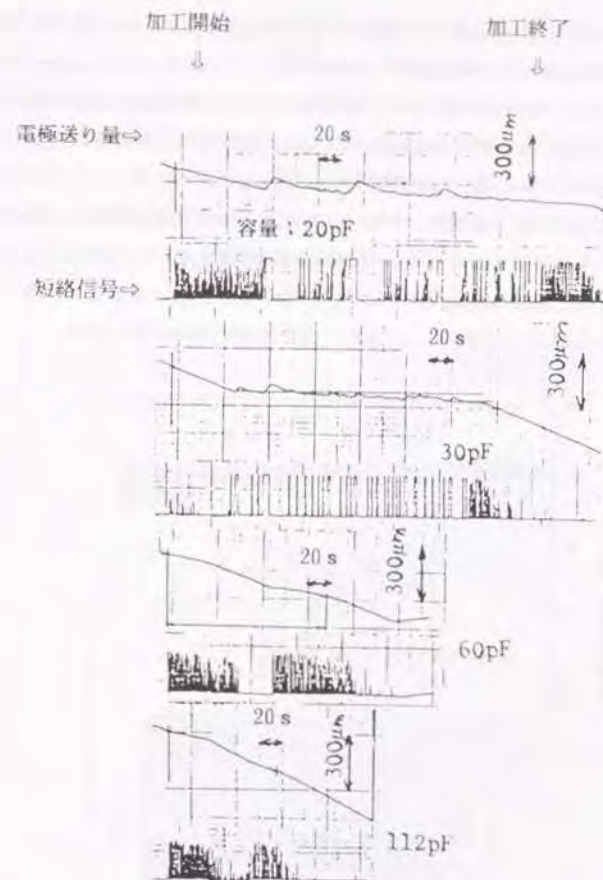 加工開始 加工終了
⇩ ⇩
電極送り量⇨ 20 s 300μm
容量；20pF
短絡信号⇨
20 s 300μm
30pF
20 s 300μm
60pF
20 s 300μm
112pF